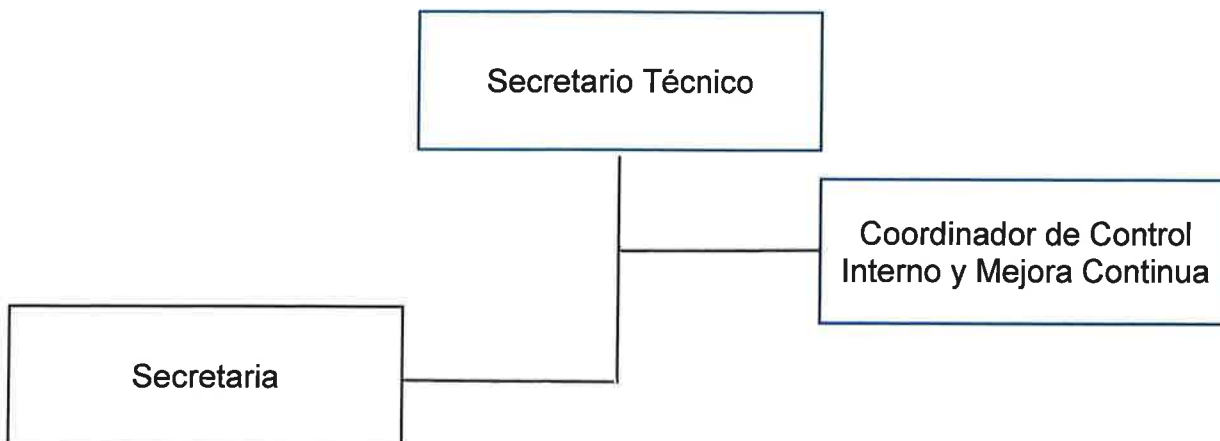 Secretario Técnico
Coordinador de Control
Interno y Mejora Continua
Secretaria